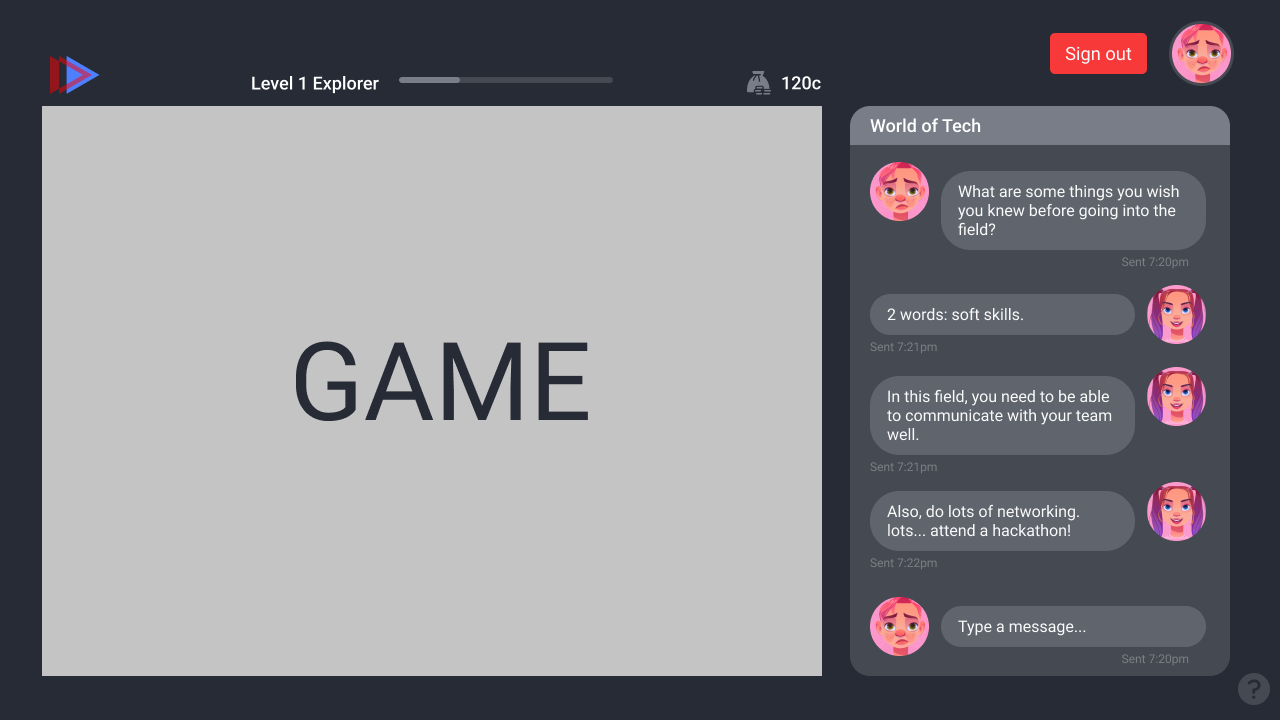 Sign out
Level 1 Explorer
120c
GAME
World of Tech
What are some things you wish
you knew before going into the
field?
Sent 7:20pm
2 words: soft skills.
Sent 7:21pm
In this field, you need to be able
to communicate with your team
well.
Sent 7:21pm
Also, do lots of networking.
lots... attend a hackathon!
Sent 7:22pm
Type a message...
Sent 7:20pm
?